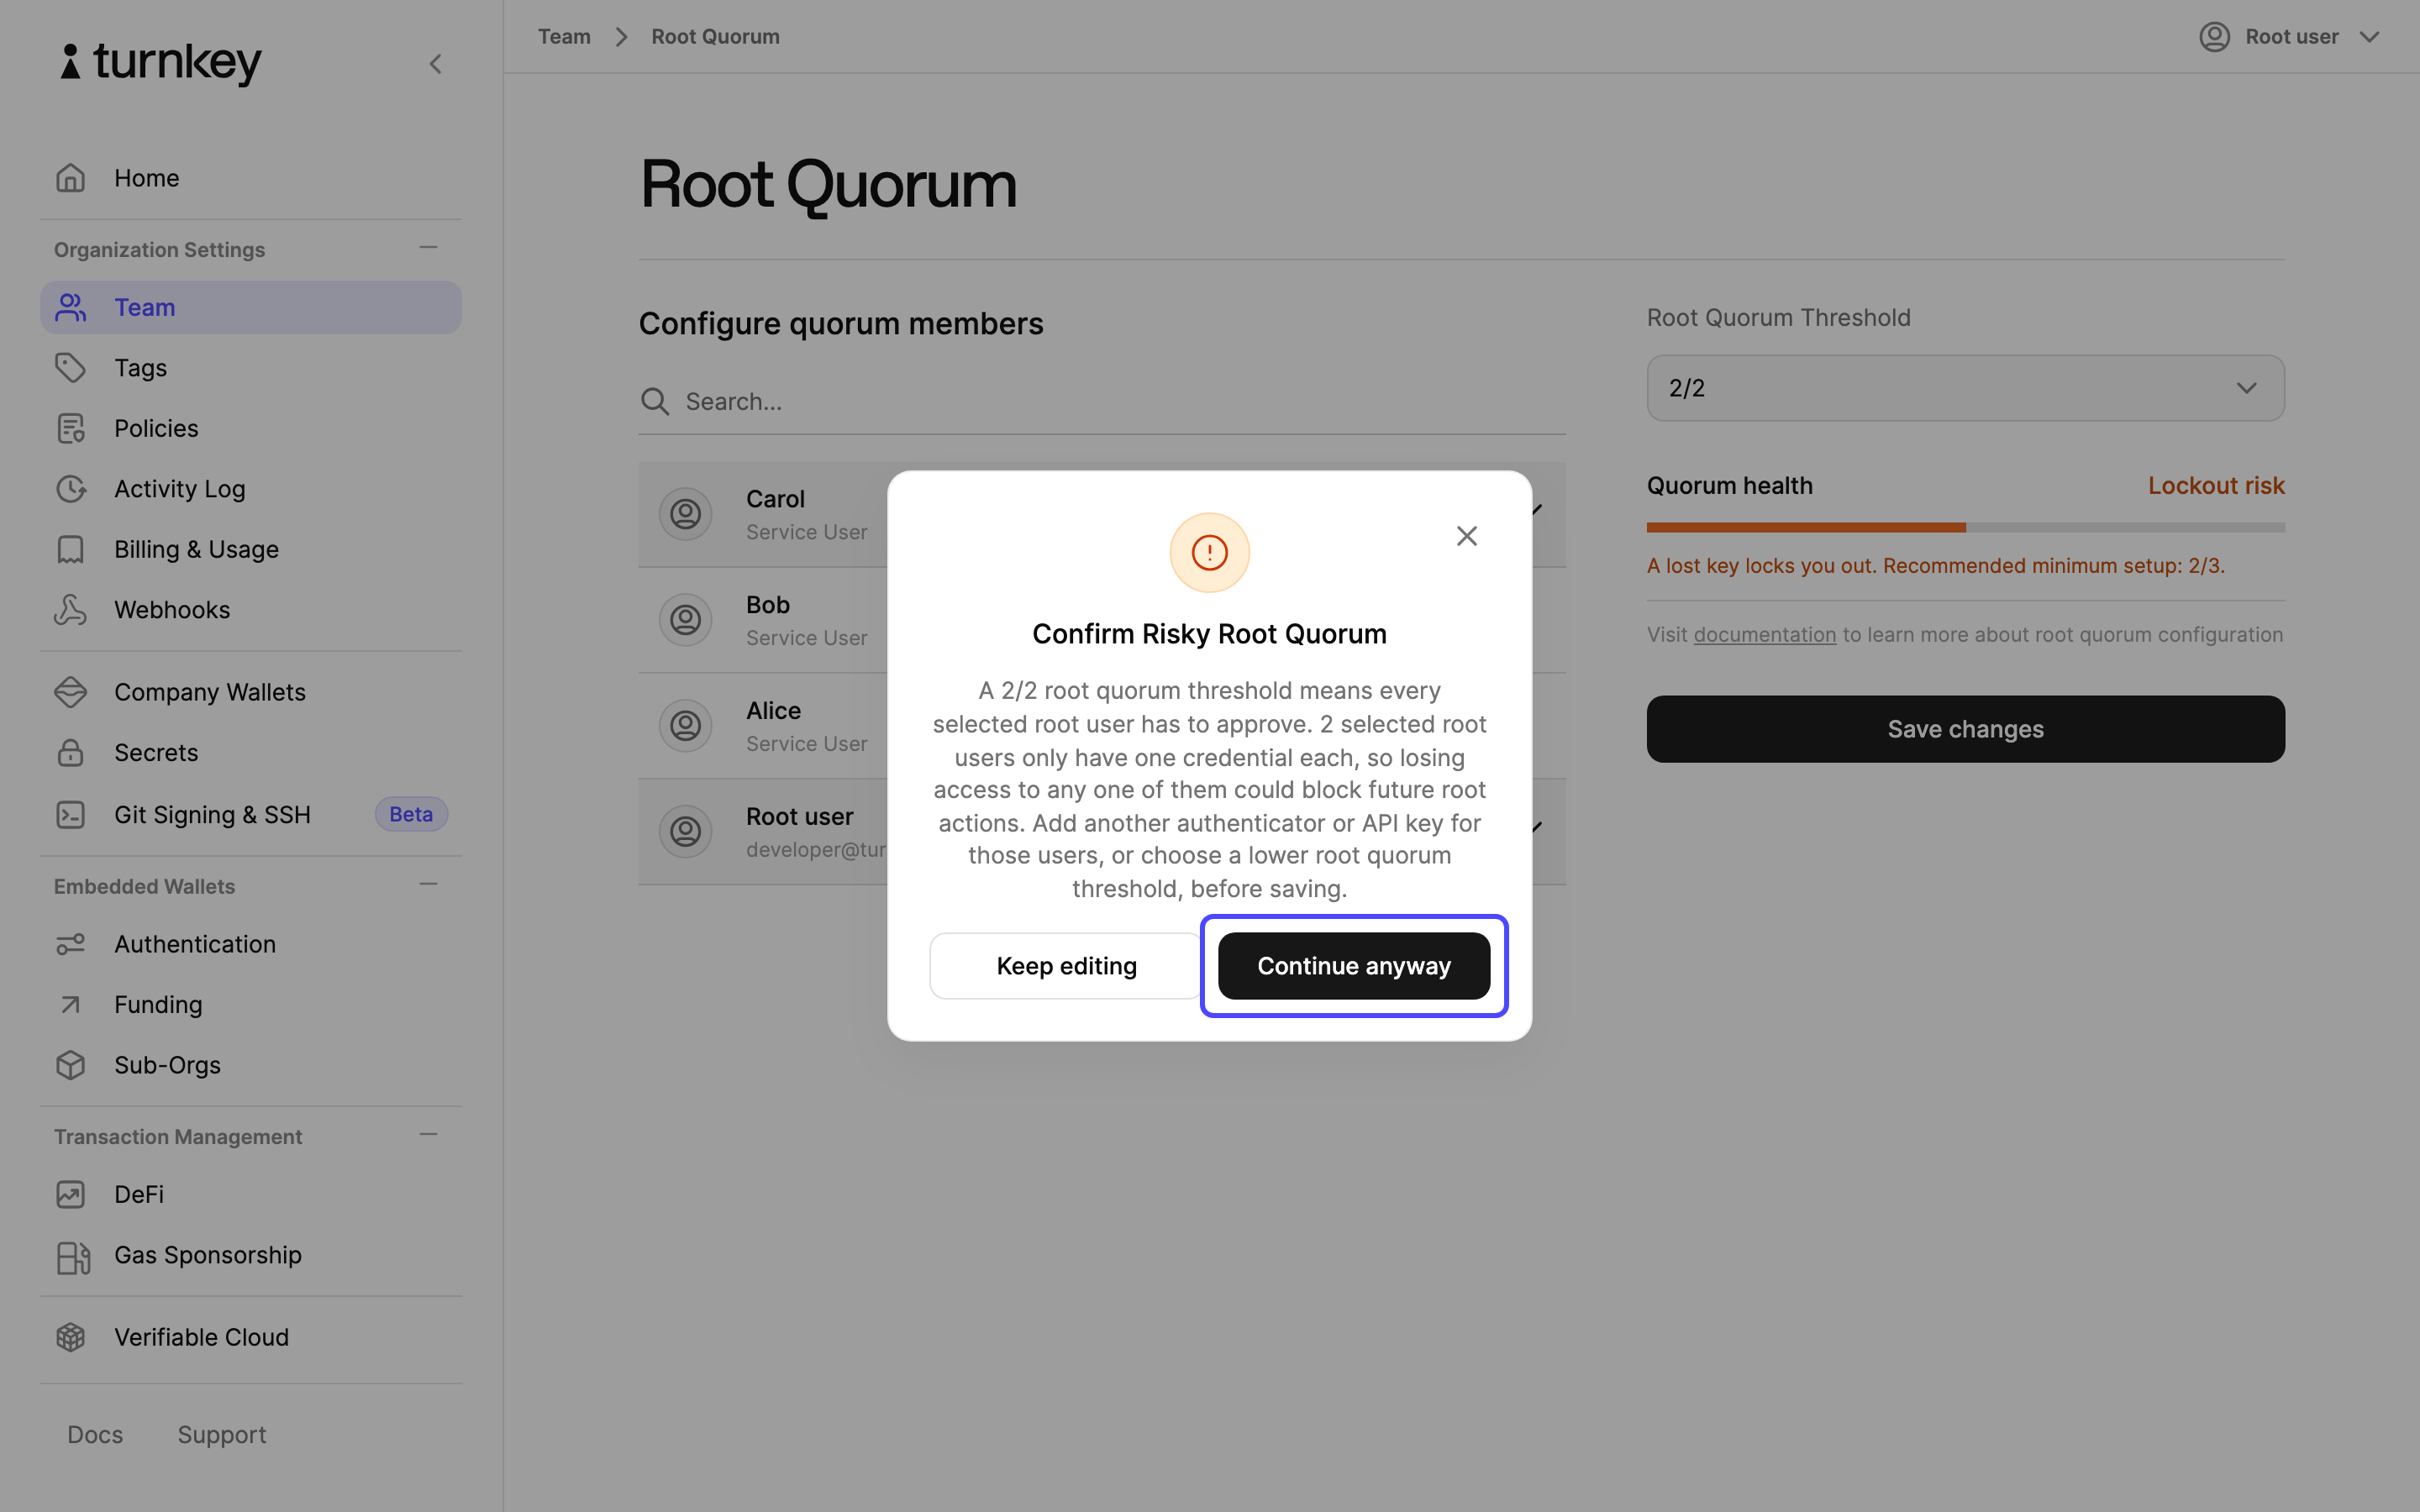 turnkey
Home
Organization Settings
Team
Tags
Policies
Activity Log
Billing & Usage
Webhooks
Company Wallets
Secrets
Git Signing & SSH
Beta
Embedded Wallets
Authentication
Funding
Sub-Orgs
Transaction Management
DeFi
Gas Sponsorship
Verifiable Cloud
Docs
Support
Team
Root Quorum
Root user
Root Quorum
Configure quorum members
Search...
Carol
Service User
Bob
Service User
Alice
Service User
Root user
developer@tur
Root Quorum Threshold
2/2
Quorum health
Lockout risk
A lost key locks you out. Recommended minimum setup: 2/3.
Visit documentation to learn more about root quorum configuration
Save changes
Confirm Risky Root Quorum
A 2/2 root quorum threshold means every
selected root user has to approve. 2 selected root
users only have one credential each, so losing
access to any one of them could block future root
actions. Add another authenticator or API key for
those users, or choose a lower root quorum
threshold, before saving.
Keep editing
Continue anyway